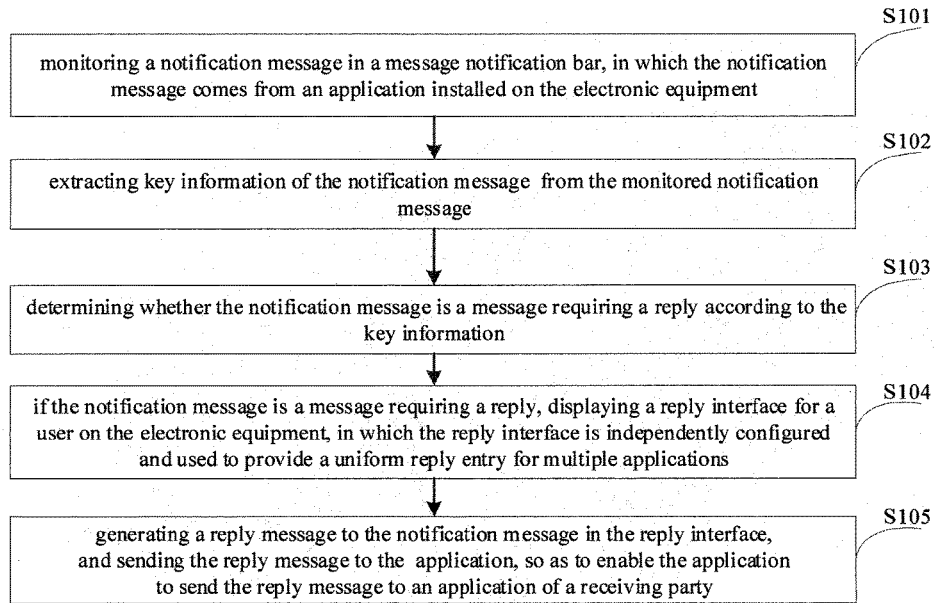 S101
monitoring a notification message in a message notification bar, in which the notification
message comes from an application installed on the electronic equipment
S102
extracting key information of the notification message from the monitored notification
message
S103
determining whether the notification message is a message requiring a reply according to the
key information
S104
if the notification message is a message requiring a reply, displaying a reply interface for a
user on the electronic equipment, in which the reply interface is independently configured
and used to provide a uniform reply entry for multiple applications
S105
generating a reply message to the notification message in the reply interface,
and sending the reply message to the application, so as to enable the application
to send the reply message to an application of a receiving party